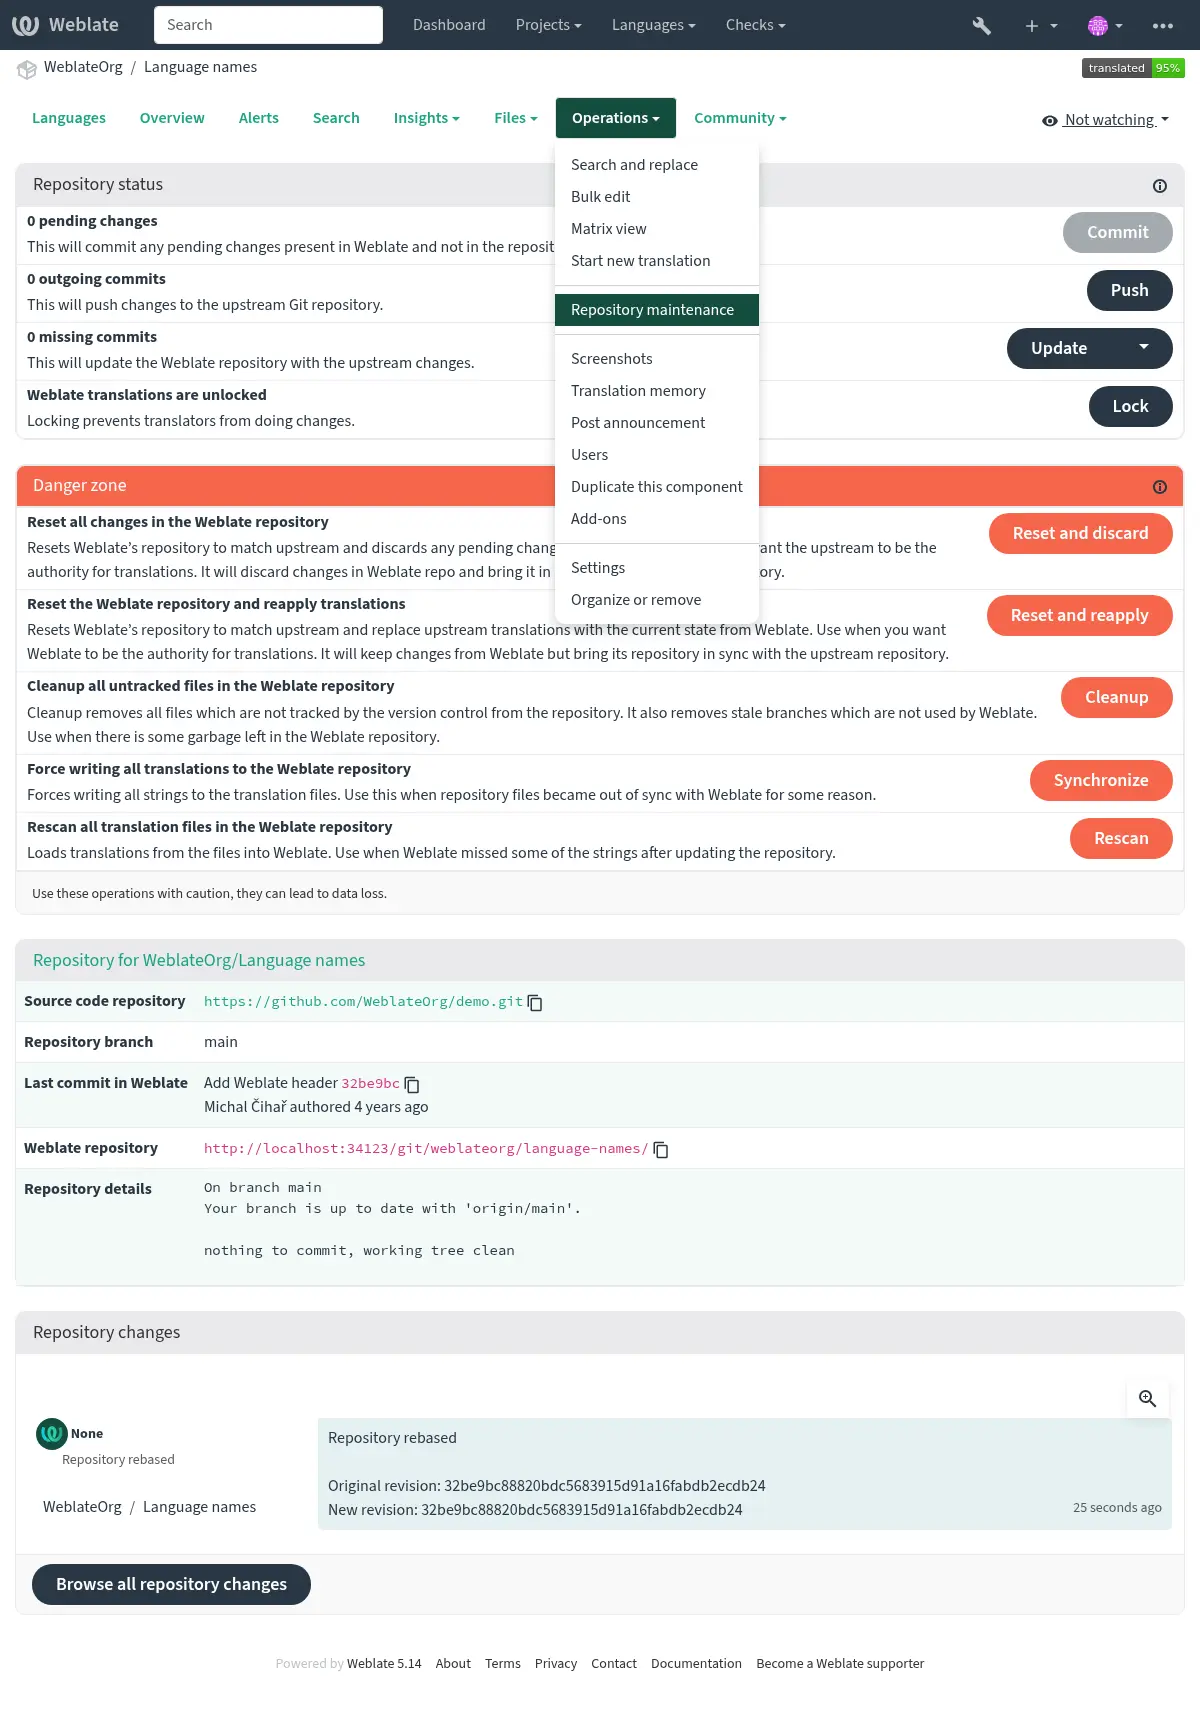 Weblate
Search
Dashboard
Projects
Languages
Checks
WeblateOrg / Language names
translated 95%
Languages
Overview
Alerts
Search
Insights
Files
Operations
Community
Not watching
Search and replace
Bulk edit
Matrix view
Start new translation
Repository maintenance
Screenshots
Translation memory
Post announcement
Users
Duplicate this component
Add-ons
Settings
Organize or remove
Repository status
0 pending changes
This will commit any pending changes present in Weblate and not in the
Commit
0 outgoing commits
This will push changes to the upstream Git repository.
Push
0 missing commits
This will update the Weblate repository with the upstream changes.
Update
Weblate translations are unlocked
Locking prevents translators from doing changes.
Lock
Danger zone
Reset all changes in the Weblate repository
Resets Weblate’s repository to match upstream and discards any pending the upstream to be the
authority for translations. It will discard changes in Weblate repo and bring it in
Reset and discard
Reset the Weblate repository and reapply translations
Resets Weblate’s repository to match upstream and replace upstream translations with the current state from Weblate. Use when you want
Weblate to be the authority for translations. It will keep changes from Weblate but bring its repository in sync with the upstream repository.
Reset and reapply
Cleanup all untracked files in the Weblate repository
Cleanup removes all files which are not tracked by the version control from the repository. It also removes stale branches which are not used by Weblate.
Use when there is some garbage left in the Weblate repository.
Cleanup
Force writing all translations to the Weblate repository
Forces writing all strings to the translation files. Use this when repository files became out of sync with Weblate for some reason.
Synchronize
Rescan all translation files in the Weblate repository
Loads translations from the files into Weblate. Use when Weblate missed some of the strings after updating the repository.
Rescan
Use these operations with caution, they can lead to data loss.
Repository for WeblateOrg/Language names
Source code repository https://github.com/WeblateOrg/demo.git
Repository branch main
Last commit in Weblate Add Weblate header 32be9bc
Michal Čihař authored 4 years ago
Weblate repository http://localhost:34123/git/weblateorg/language-names/
Repository details On branch main
Your branch is up to date with 'origin/main'.
nothing to commit, working tree clean
Repository changes
None
Repository rebased
WeblateOrg / Language names
Repository rebased
Original revision: 32be9bc88820bdc5683915d91a16fabdb2ecdb24
New revision: 32be9bc88820bdc5683915d91a16fabdb2ecdb24
25 seconds ago
Browse all repository changes
Powered by Weblate 5.14 About Terms Privacy Contact Documentation Become a Weblate supporter